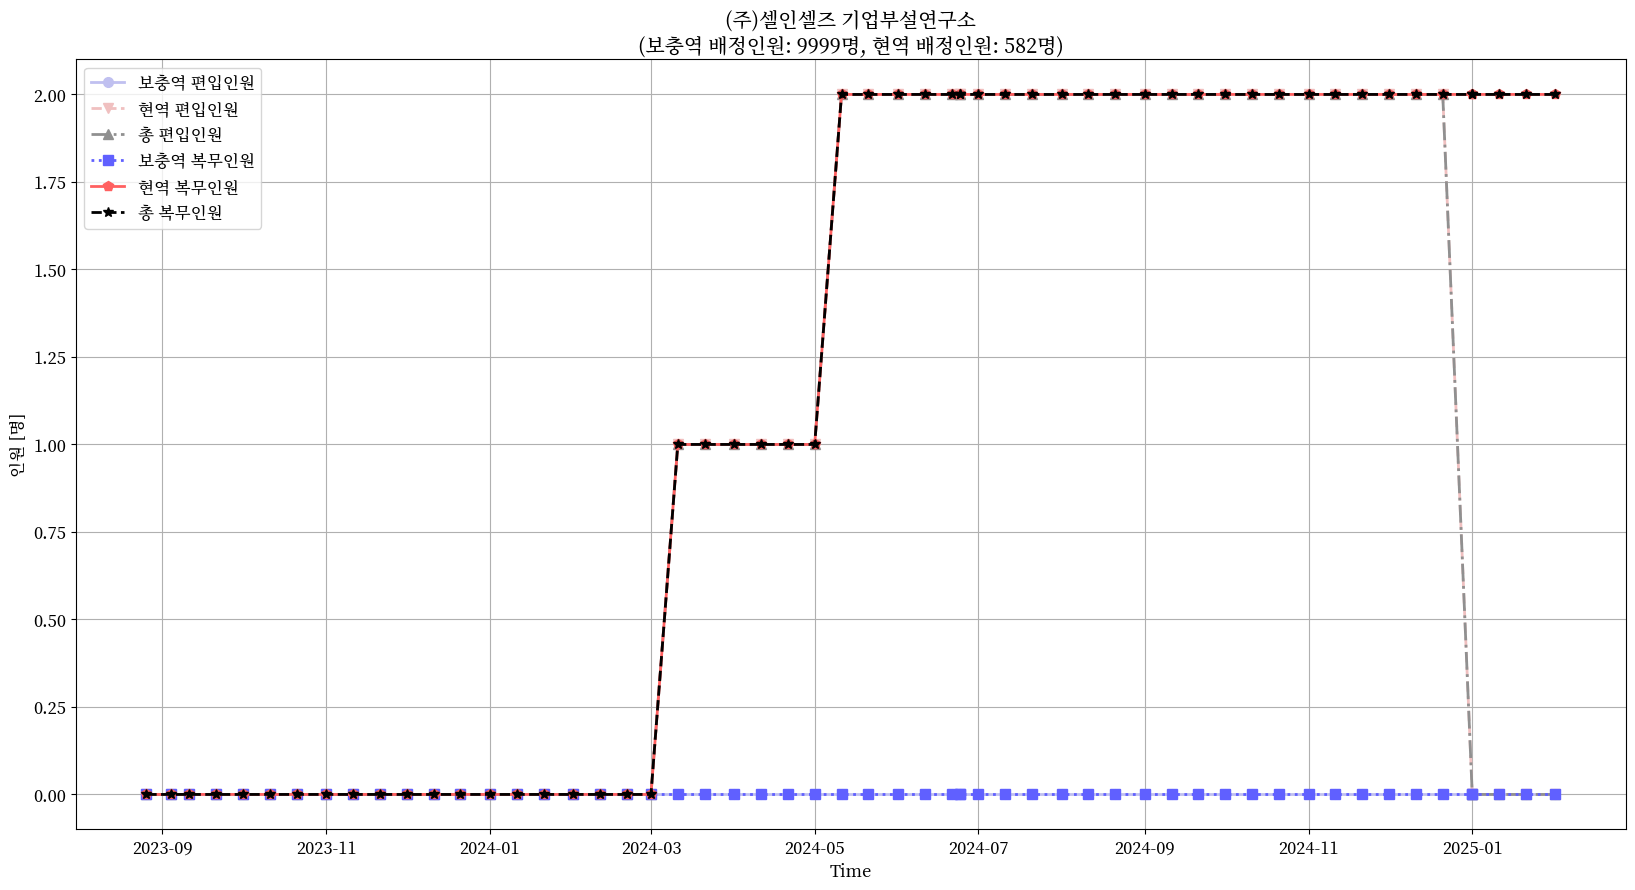 (주)셀인셀즈 기업부설연구소
(보충역 배정인원: 9999명, 현역 배정인원: 582명)
보충역 편입인원
현역 편입인원
총 편입인원
보충역 복무인원
현역 복무인원
총 복무인원
2.00
1.75
1.50
1.25
1.00
0.75
0.50
0.25
0.00
인원 [명]
2023-09 2023-11 2024-01 2024-03 2024-05 2024-07 2024-09 2024-11 2025-01
Time